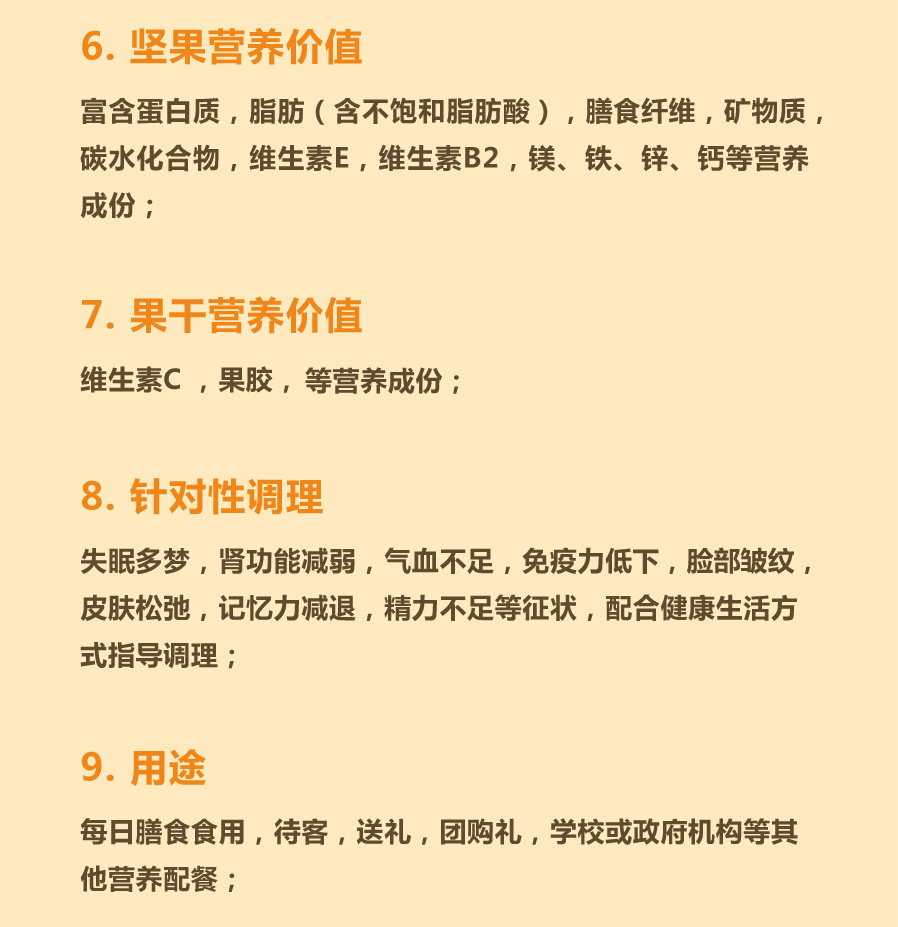 6. 坚果营养价值
富含蛋白质，脂肪（含不饱和脂肪酸），膳食纤维，矿物质，
碳水化合物，维生素E，维生素B2，镁、铁、锌、钙等营养
成份；
7. 果干营养价值
维生素C ，果胶， 等营养成份；
8. 针对性调理
失眠多梦，肾功能减弱，气血不足，免疫力低下，脸部皱纹，
皮肤松弛，记忆力减退，精力不足等征状，配合健康生活方
式指导调理；
9. 用途
每日膳食食用，待客，送礼，团购礼，学校或政府机构等其
他营养配餐；